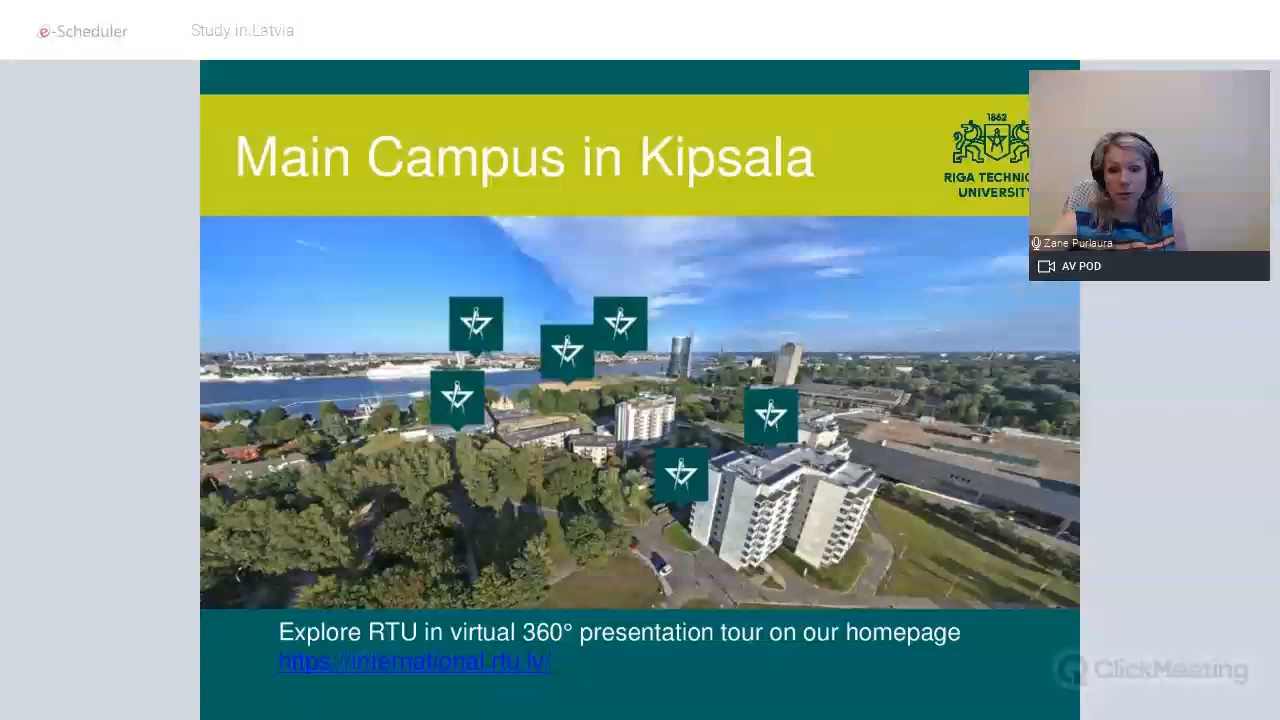 e-Scheduler
Study in Latvia
Main Campus in Kipsala
1862
RIGA TECHNIC
UNIVERSITY
Zane Purlaura
AV POD
Explore RTU in virtual 360° presentation tour on our homepage
https://international.rtu.lv/
ClickMeeting